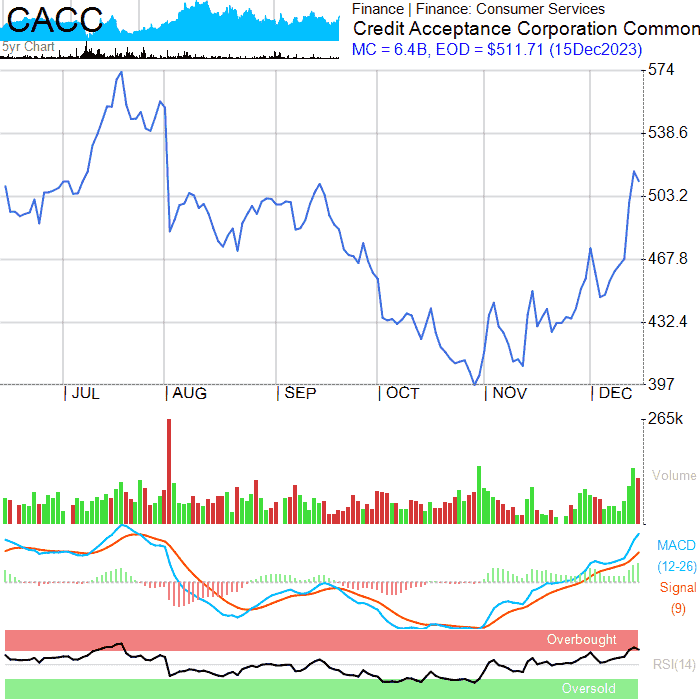 CACC
5yr Chart
Finance | Finance: Consumer Services
Credit Acceptance Corporation Common
MC = 6.4B, EOD = $511.71 (15Dec2023)
574
538.6
503.2
467.8
432.4
397
JUL
AUG
SEP
OCT
NOV
DEC
265k
Volume
MACD
(12-26)
Signal
(9)
Overbought
RSI(14)
Oversold